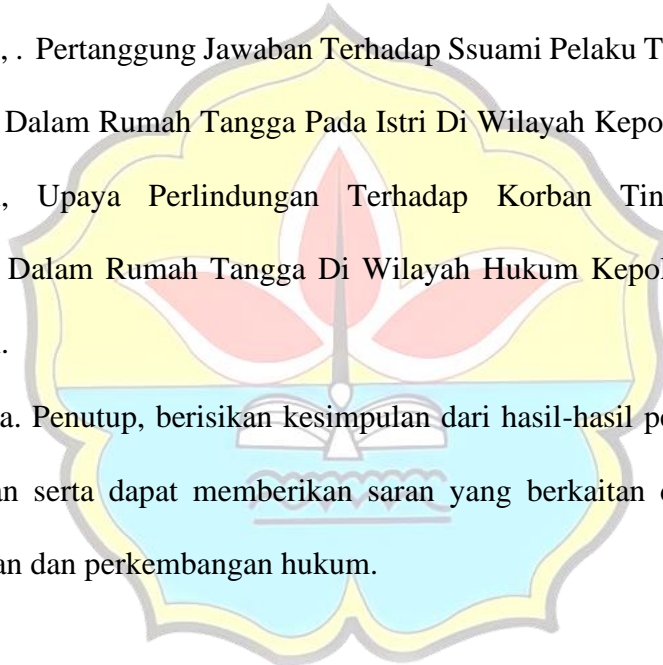 , . Pertanggung Jawaban Terhadap Ssuami Pelaku T
Dalam Rumah Tangga Pada Istri Di Wilayah Kepo
, Upaya Perlindungan Terhadap Korban Tin
Dalam Rumah Tangga Di Wilayah Hukum Kepol
.
a. Penutup, berisikan kesimpulan dari hasil-hasil pe
an serta dapat memberikan saran yang berkaitan
an dan perkembangan hukum.